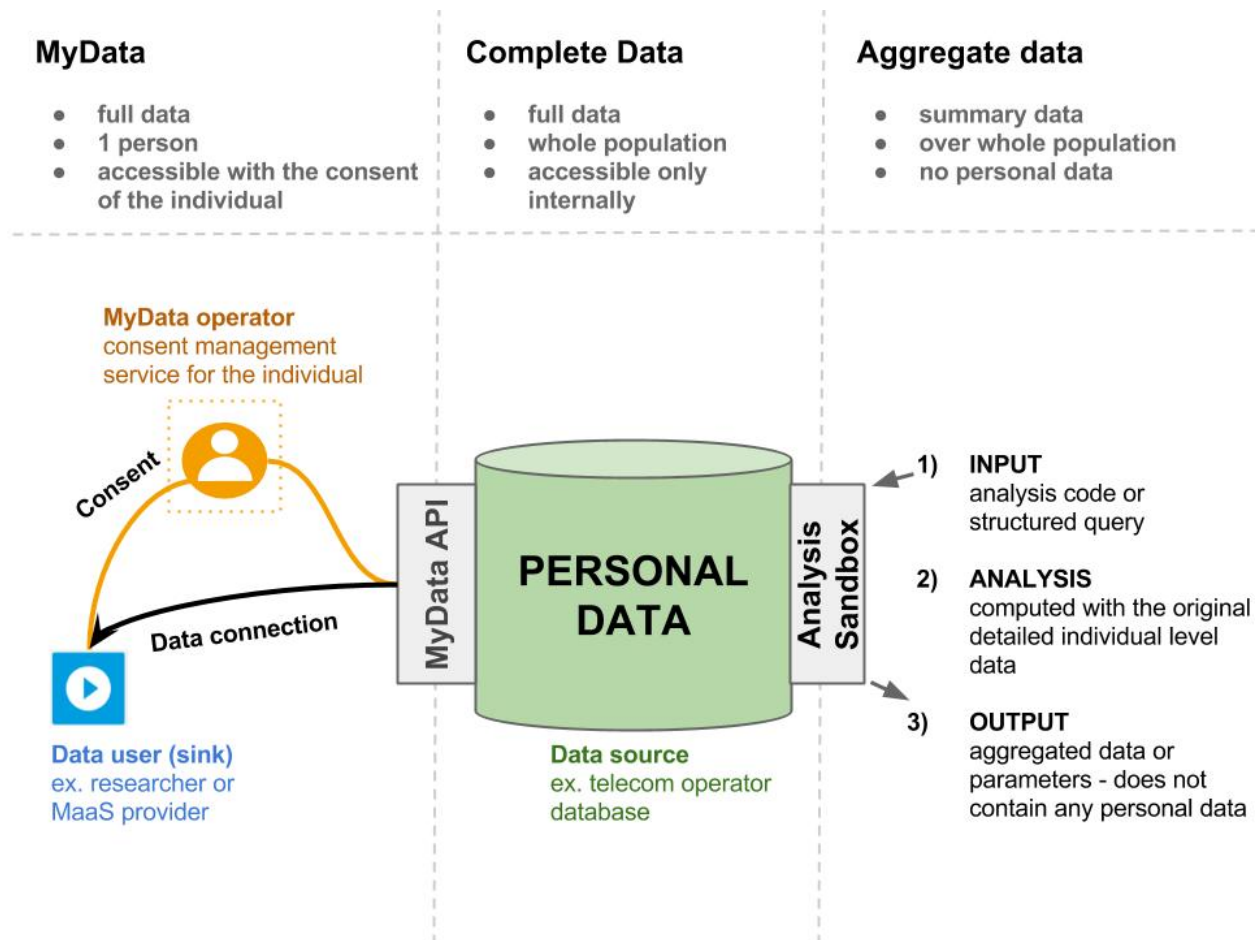 MyData
● full data
● 1 person
● accessible with the consent
of the individual
Complete Data
● full data
● whole population
● accessible only
internally
Aggregate data
● summary data
● over whole population
● no personal data
MyData operator
consent management
service for the individual
Consent
Data connection
Data user (sink)
ex. researcher or
MaaS provider
MyData API
PERSONAL
DATA
Data source
ex. telecom operator
database
Analysis
Sandbox
1) INPUT
analysis code or
structured query
2) ANALYSIS
computed with the original
detailed individual level
data
3) OUTPUT
aggregated data or
parameters - does not
contain any personal data